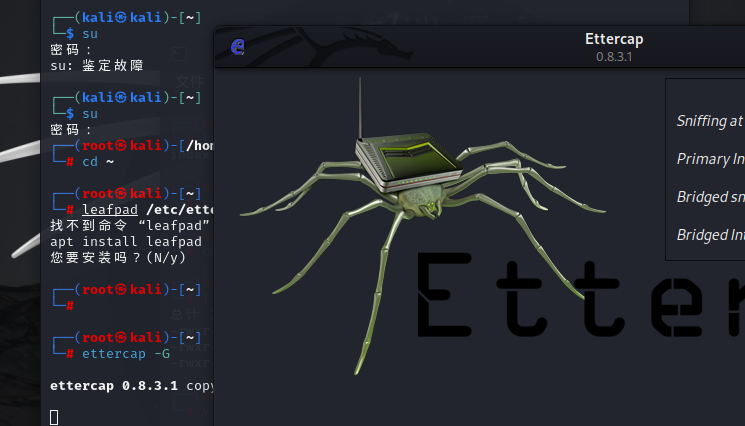 ┌──(kali㉿kali)-[~]
└─$ su
密码：
su: 鉴定故障
┌──(kali㉿kali)-[~]
└─$ su
密码：
┌──(root㉿kali)-[/hom
└─# cd ~
┌──(root㉿kali)-[~]
└─# leafpad /etc/ette
找不到命令 “leafpad”
apt install leafpad
您要安装吗？(N/y)
┌──(root㉿kali)-[~]
└─#
┌──(root㉿kali)-[~]
└─# ettercap -G
ettercap 0.8.3.1 copy
Ettercap
0.8.3.1
Sniffing at
Primary In
Bridged sn
Bridged Int
Etter